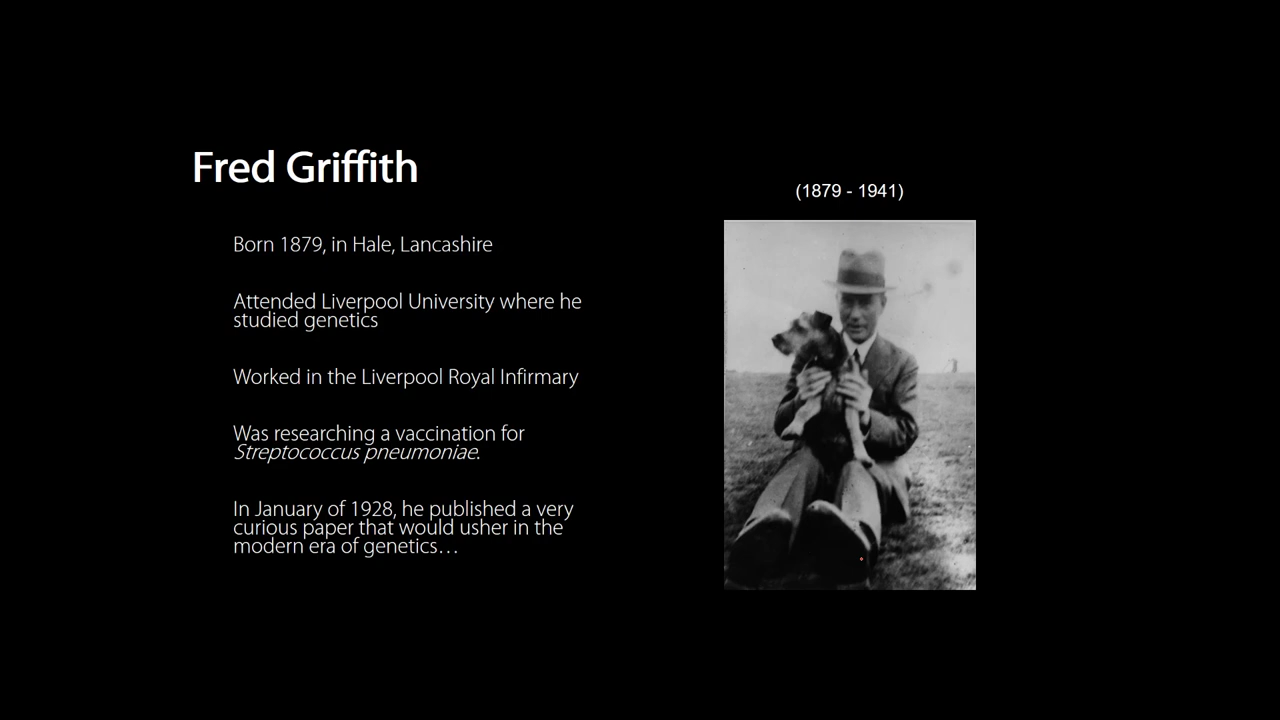 Fred Griffith
(1879 - 1941)
Born 1879, in Hale, Lancashire
Attended Liverpool University where he
studied genetics
Worked in the Liverpool Royal Infirmary
Was researching a vaccination for
Streptococcus pneumoniae.
In January of 1928, he published a very
curious paper that would usher in the
modern era of genetics…